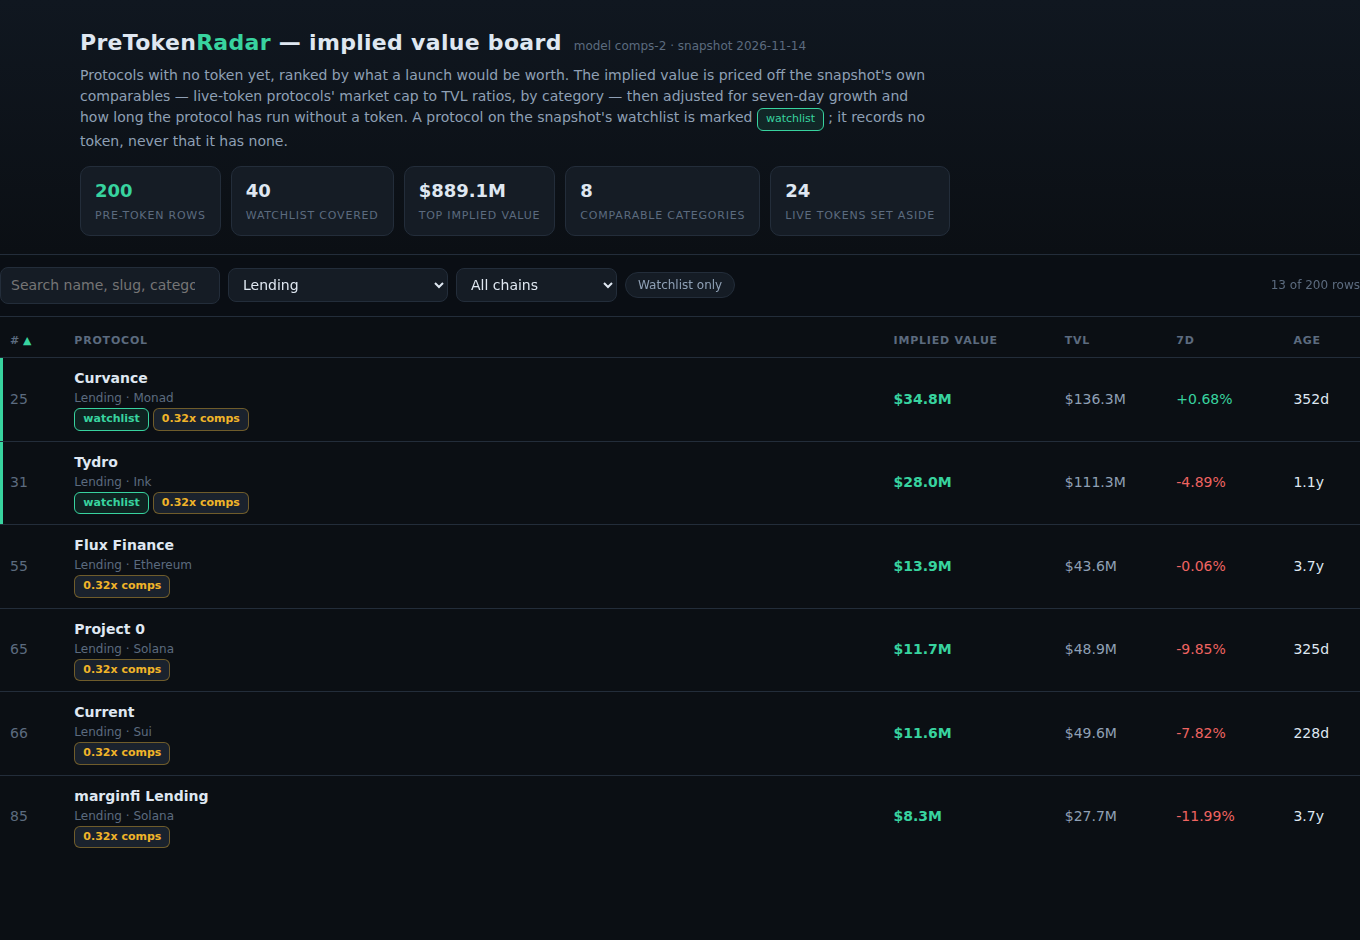 PreTokenRadar — implied value board model comps-2 · snapshot 2026-11-14
Protocols with no token yet, ranked by what a launch would be worth. The implied value is priced off the snapshot's own
comparables — live-token protocols' market cap to TVL ratios, by category — then adjusted for seven-day growth and
how long the protocol has run without a token. A protocol on the snapshot's watchlist is marked watchlist ; it records no
token, never that it has none.
200 40 $889.1M 8 24
PRE-TOKEN ROWS WATCHLIST COVERED TOP IMPLIED VALUE COMPARABLE CATEGORIES LIVE TOKENS SET ASIDE
Search name, slug, categc Lending All chains Watchlist only 13 of 200 rows
# ▲ PROTOCOL IMPLIED VALUE TVL 7D AGE
Curvance
Lending · Monad
25 $34.8M $136.3M +0.68% 352d
watchlist 0.32x comps
Tydro
Lending · Ink
31 $28.0M $111.3M -4.89% 1.1y
watchlist 0.32x comps
Flux Finance
Lending · Ethereum
55 $13.9M $43.6M -0.06% 3.7y
0.32x comps
Project 0
Lending · Solana
65 $11.7M $48.9M -9.85% 325d
0.32x comps
Current
Lending · Sui
66 $11.6M $49.6M -7.82% 228d
0.32x comps
marginfi Lending
Lending · Solana
85 $8.3M $27.7M -11.99% 3.7y
0.32x comps